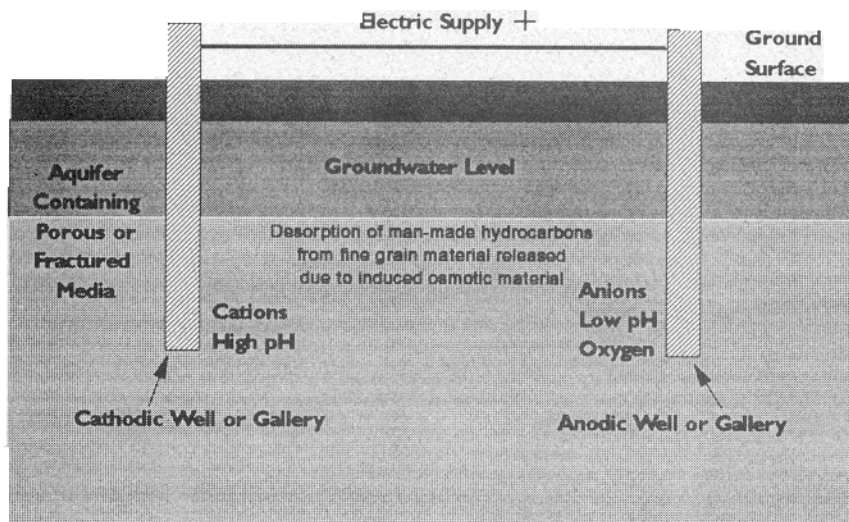 Electric Supply +
Ground
Surface
Groundwater Level
Aquifer
Containing
Porous or
Fractured
Media
Desorption of man-made hydrocarbons
from fine grain material released
due to induced osmotic material
Cations
High pH
Anions
Low pH
Oxygen
Cathodic Well or Gallery
Anodic Well or Gallery